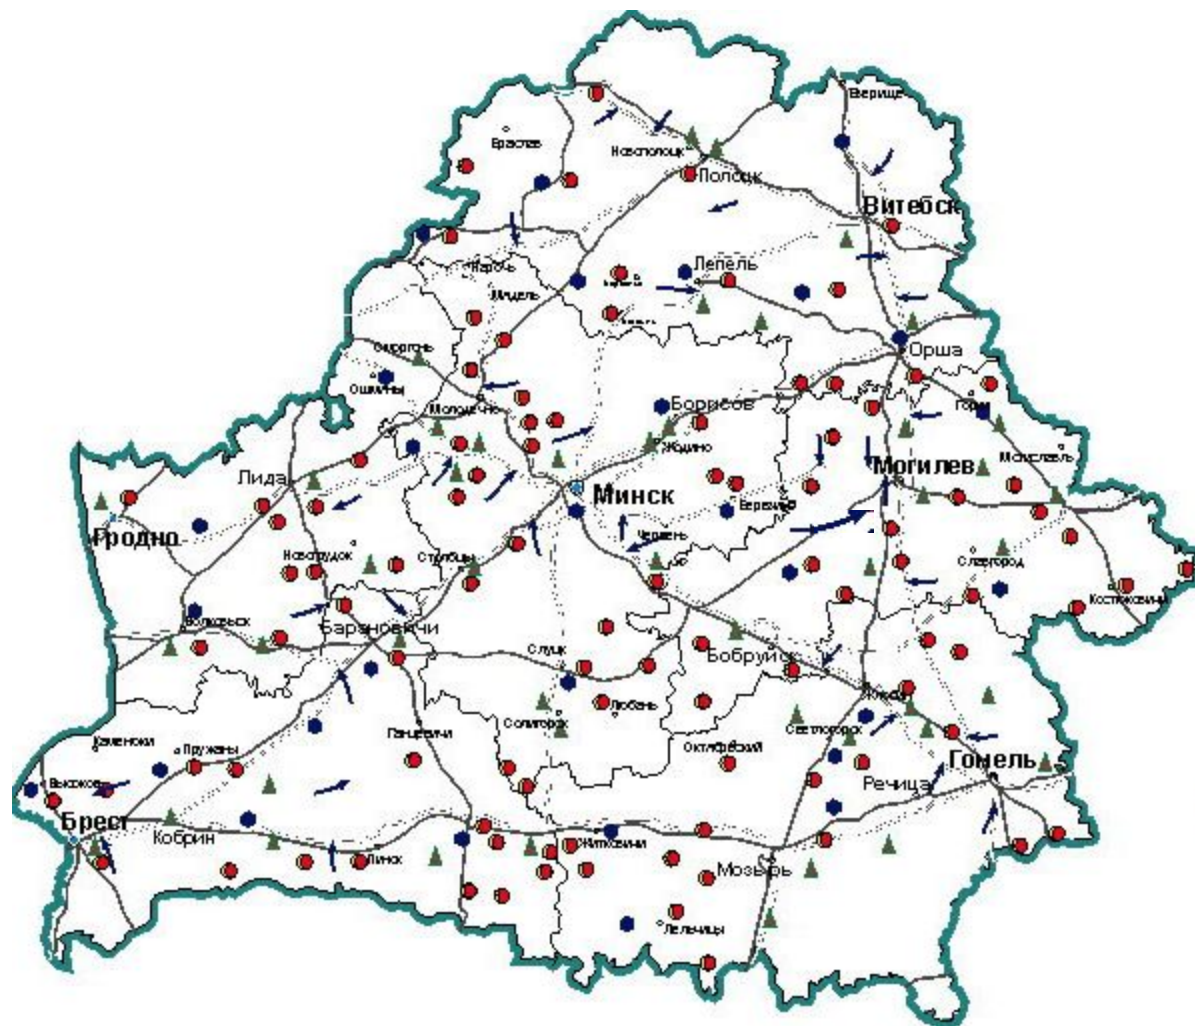 Езерище
Браслав
Новополоцк
Полоцк
Витебск
Нарочь
Лепель
Мядель
Сморгонь
Орша
Ошмяны
Молодечно
Борисов
Горки
Жодино
Мстиславль
Лида
Могилев
Минск
Березино
Гродно
Червень
Новогрудок
Столбцы
Славгород
Костюковичи
Волковыск
Барановичи
Слуцк
Бобруйск
Любань
Солигорск
Светлогорск
Ганцевичи
Каменюки
Пружаны
Октябрьский
Гомель
Высокое
Речица
Брест
Кобрин
Житковичи
Пинск
Мозырь
Лельчицы